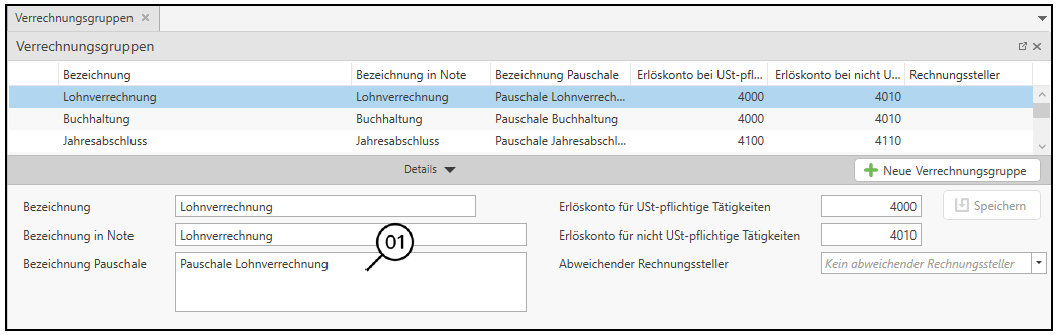 Verrechnungsgruppen ×
Verrechnungsgruppen
Bezeichnung Bezeichnung in Note Bezeichnung Pauschale Erlöskonto bei USt-pfl... Erlöskonto bei nicht U... Rechnungssteller
Lohnverrechnung Lohnverrechnung Pauschale Lohnverrech... 4000 4010
Buchhaltung Buchhaltung Pauschale Buchhaltung 4000 4010
Jahresabschluss Jahresabschluss Pauschale Jahresabschl... 4100 4110
Details
Neue Verrechnungsgruppe
Bezeichnung Lohnverrechnung Erlöskonto für USt-pflichtige Tätigkeiten 4000 Speichern
Bezeichnung in Note Lohnverrechnung 01 Erlöskonto für nicht USt-pflichtige Tätigkeiten 4010
Bezeichnung Pauschale Pauschale Lohnverrechnung Abweichender Rechnungssteller Kein abweichender Rechnungssteller